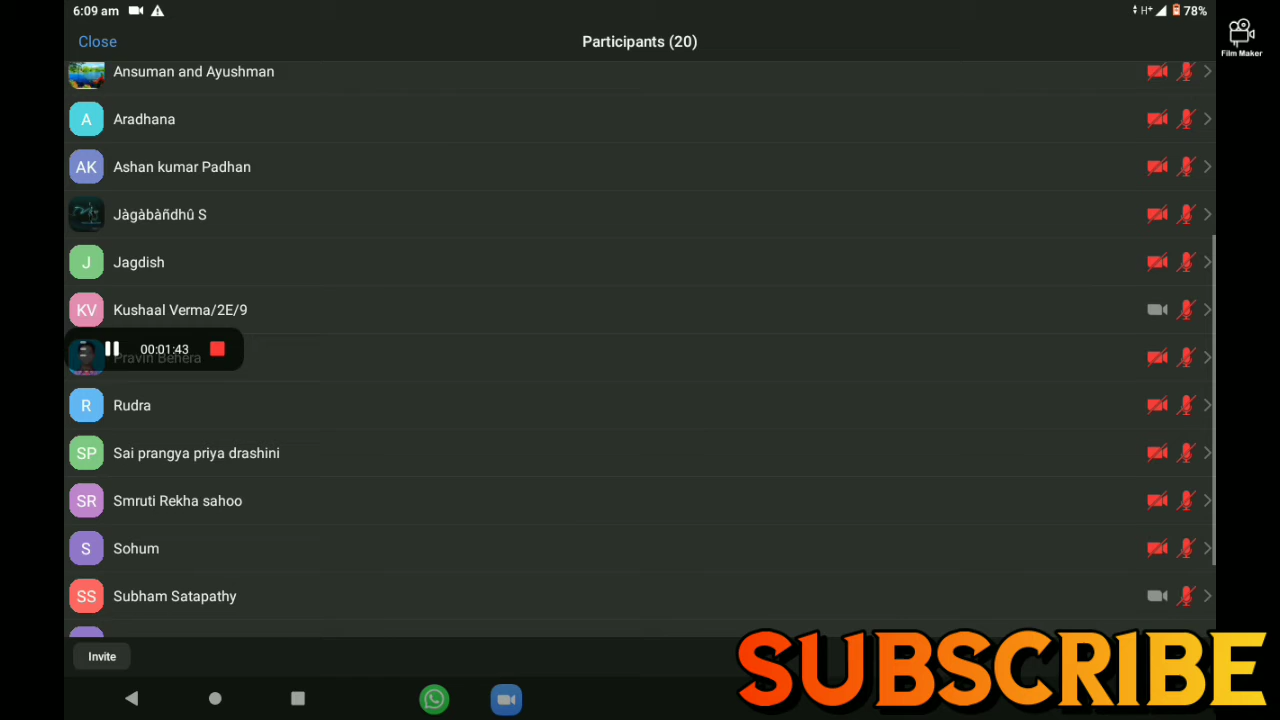 6:09 am
H+ 78%
Close
Participants (20)
Film Maker
Ansuman and Ayushman
A Aradhana
AK Ashan kumar Padhan
Jàgàbàñdhû S
J Jagdish
KV Kushaal Verma/2E/9
00:01:43
Pravin Behera
R Rudra
SP Sai prangya priya drashini
SR Smruti Rekha sahoo
S Sohum
SS Subham Satapathy
Invite
SUBSCRIBE